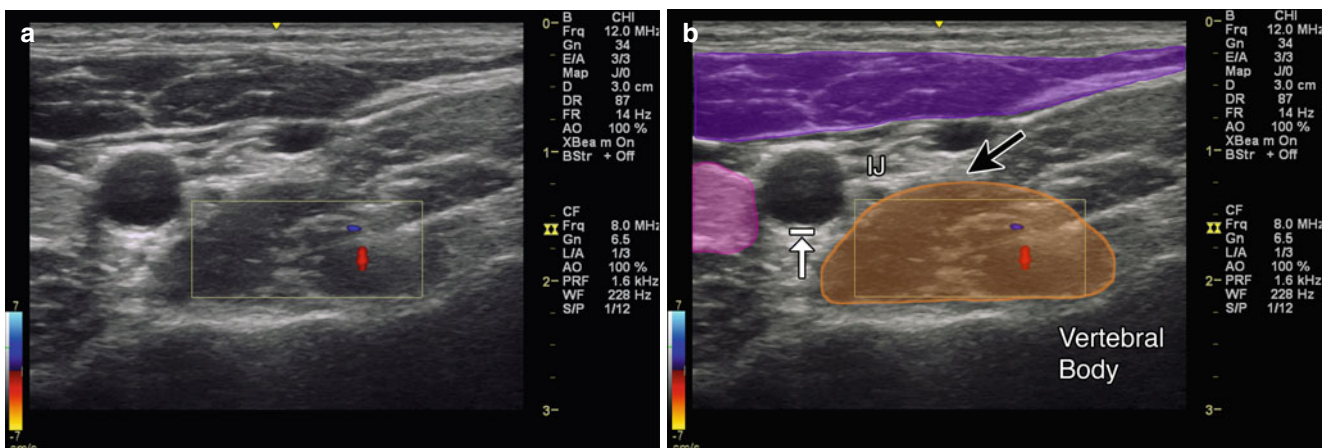 a
B CHI
Frq 12.0 MHz
Gn 34
E/A 3/3
Map J/0
D 3.0 cm
DR 87
FR 14 Hz
AO 100 %
XBea m On
BStr + Off
CF
Frq 8.0 MHz
Gn 6.5
L/A 1/3
AO 100 %
PRF 1.6 kHz
WF 228 Hz
S/P 1/12
0
1
2
3
7
-7
cm/s
b
B CHI
Frq 12.0 MHz
Gn 34
E/A 3/3
Map J/0
D 3.0 cm
DR 87
FR 14 Hz
AO 100 %
XBea m On
BStr + Off
CF
Frq 8.0 MHz
Gn 6.5
L/A 1/3
AO 100 %
PRF 1.6 kHz
WF 228 Hz
S/P 1/12
0
1
2
3
7
-7
cm/s
IJ
Vertebral
Body